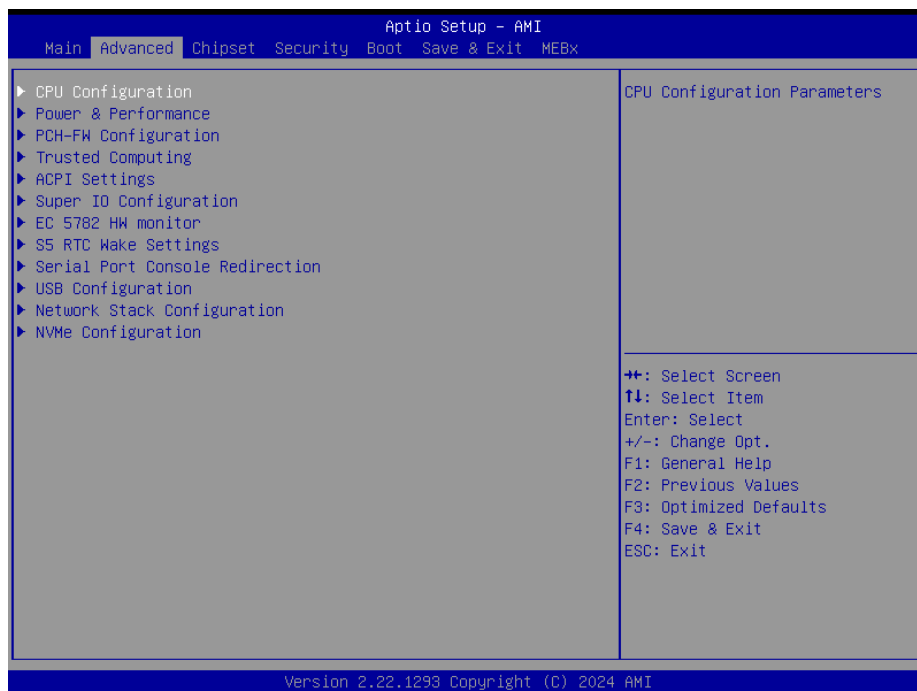 Aptio Setup – AMI
Main Advanced Chipset Security Boot Save & Exit MEBx
▶ CPU Configuration
▶ Power & Performance
▶ PCH-FW Configuration
▶ Trusted Computing
▶ ACPI Settings
▶ Super IO Configuration
▶ EC 5782 HW monitor
▶ S5 RTC Wake Settings
▶ Serial Port Console Redirection
▶ USB Configuration
▶ Network Stack Configuration
▶ NVMe Configuration
CPU Configuration Parameters
→←: Select Screen
↑↓: Select Item
Enter: Select
+/-: Change Opt.
F1: General Help
F2: Previous Values
F3: Optimized Defaults
F4: Save & Exit
ESC: Exit
Version 2.22.1293 Copyright (C) 2024 AMI